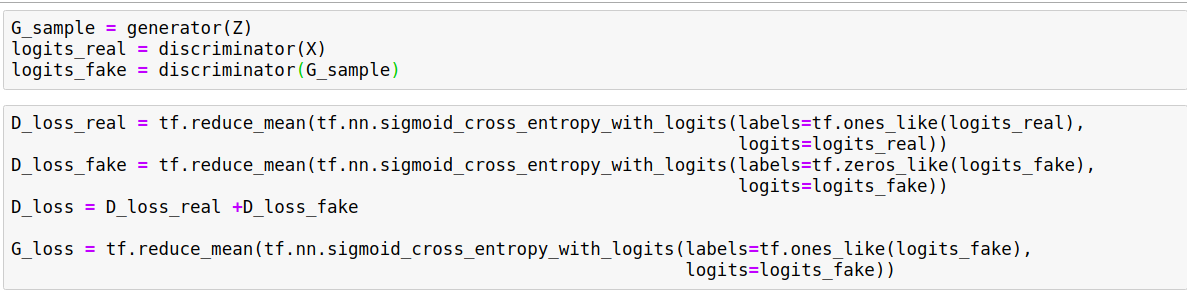 G_sample = generator(Z)
logits_real = discriminator(X)
logits_fake = discriminator(G_sample)
D_loss_real = tf.reduce_mean(tf.nn.sigmoid_cross_entropy_with_logits(labels=tf.ones_like(logits_real),
logits=logits_real))
D_loss_fake = tf.reduce_mean(tf.nn.sigmoid_cross_entropy_with_logits(labels=tf.zeros_like(logits_fake),
logits=logits_fake))
D_loss = D_loss_real +D_loss_fake
G_loss = tf.reduce_mean(tf.nn.sigmoid_cross_entropy_with_logits(labels=tf.ones_like(logits_fake),
logits=logits_fake))